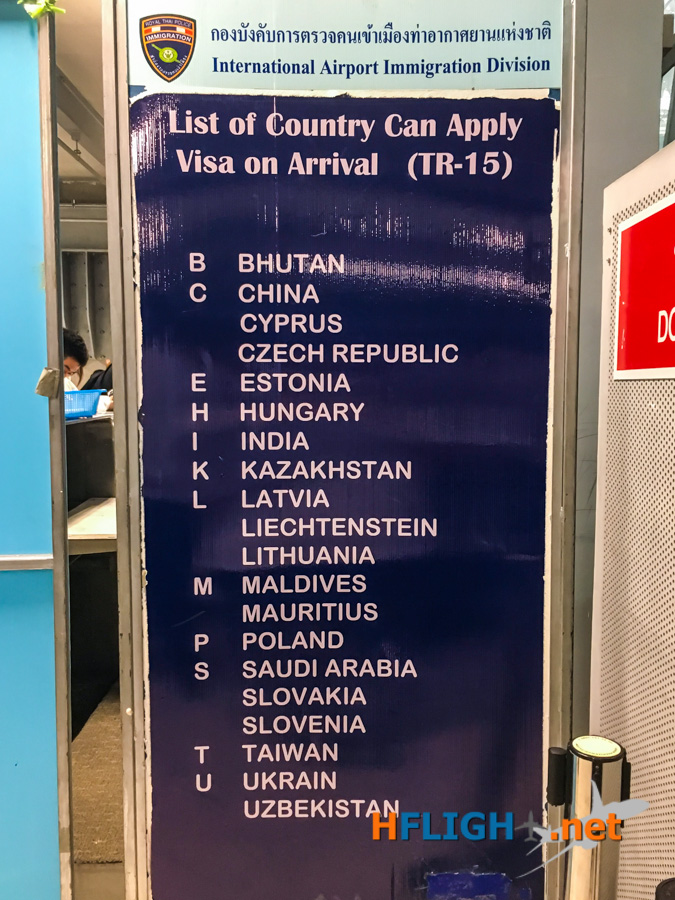 ROYAL THAI POLICE
IMMIGRATION
กองบังคับการตรวจคนเข้าเมืองท่าอากาศยานแห่งชาติ
International Airport Immigration Division
List of Country Can Apply
Visa on Arrival (TR-15)
B BHUTAN
C CHINA
CYPRUS
CZECH REPUBLIC
E ESTONIA
H HUNGARY
I INDIA
K KAZAKHSTAN
L LATVIA
LIECHTENSTEIN
LITHUANIA
M MALDIVES
MAURITIUS
P POLAND
S SAUDI ARABIA
SLOVAKIA
SLOVENIA
T TAIWAN
U UKRAIN
UZBEKISTAN
HFLIGHT.net